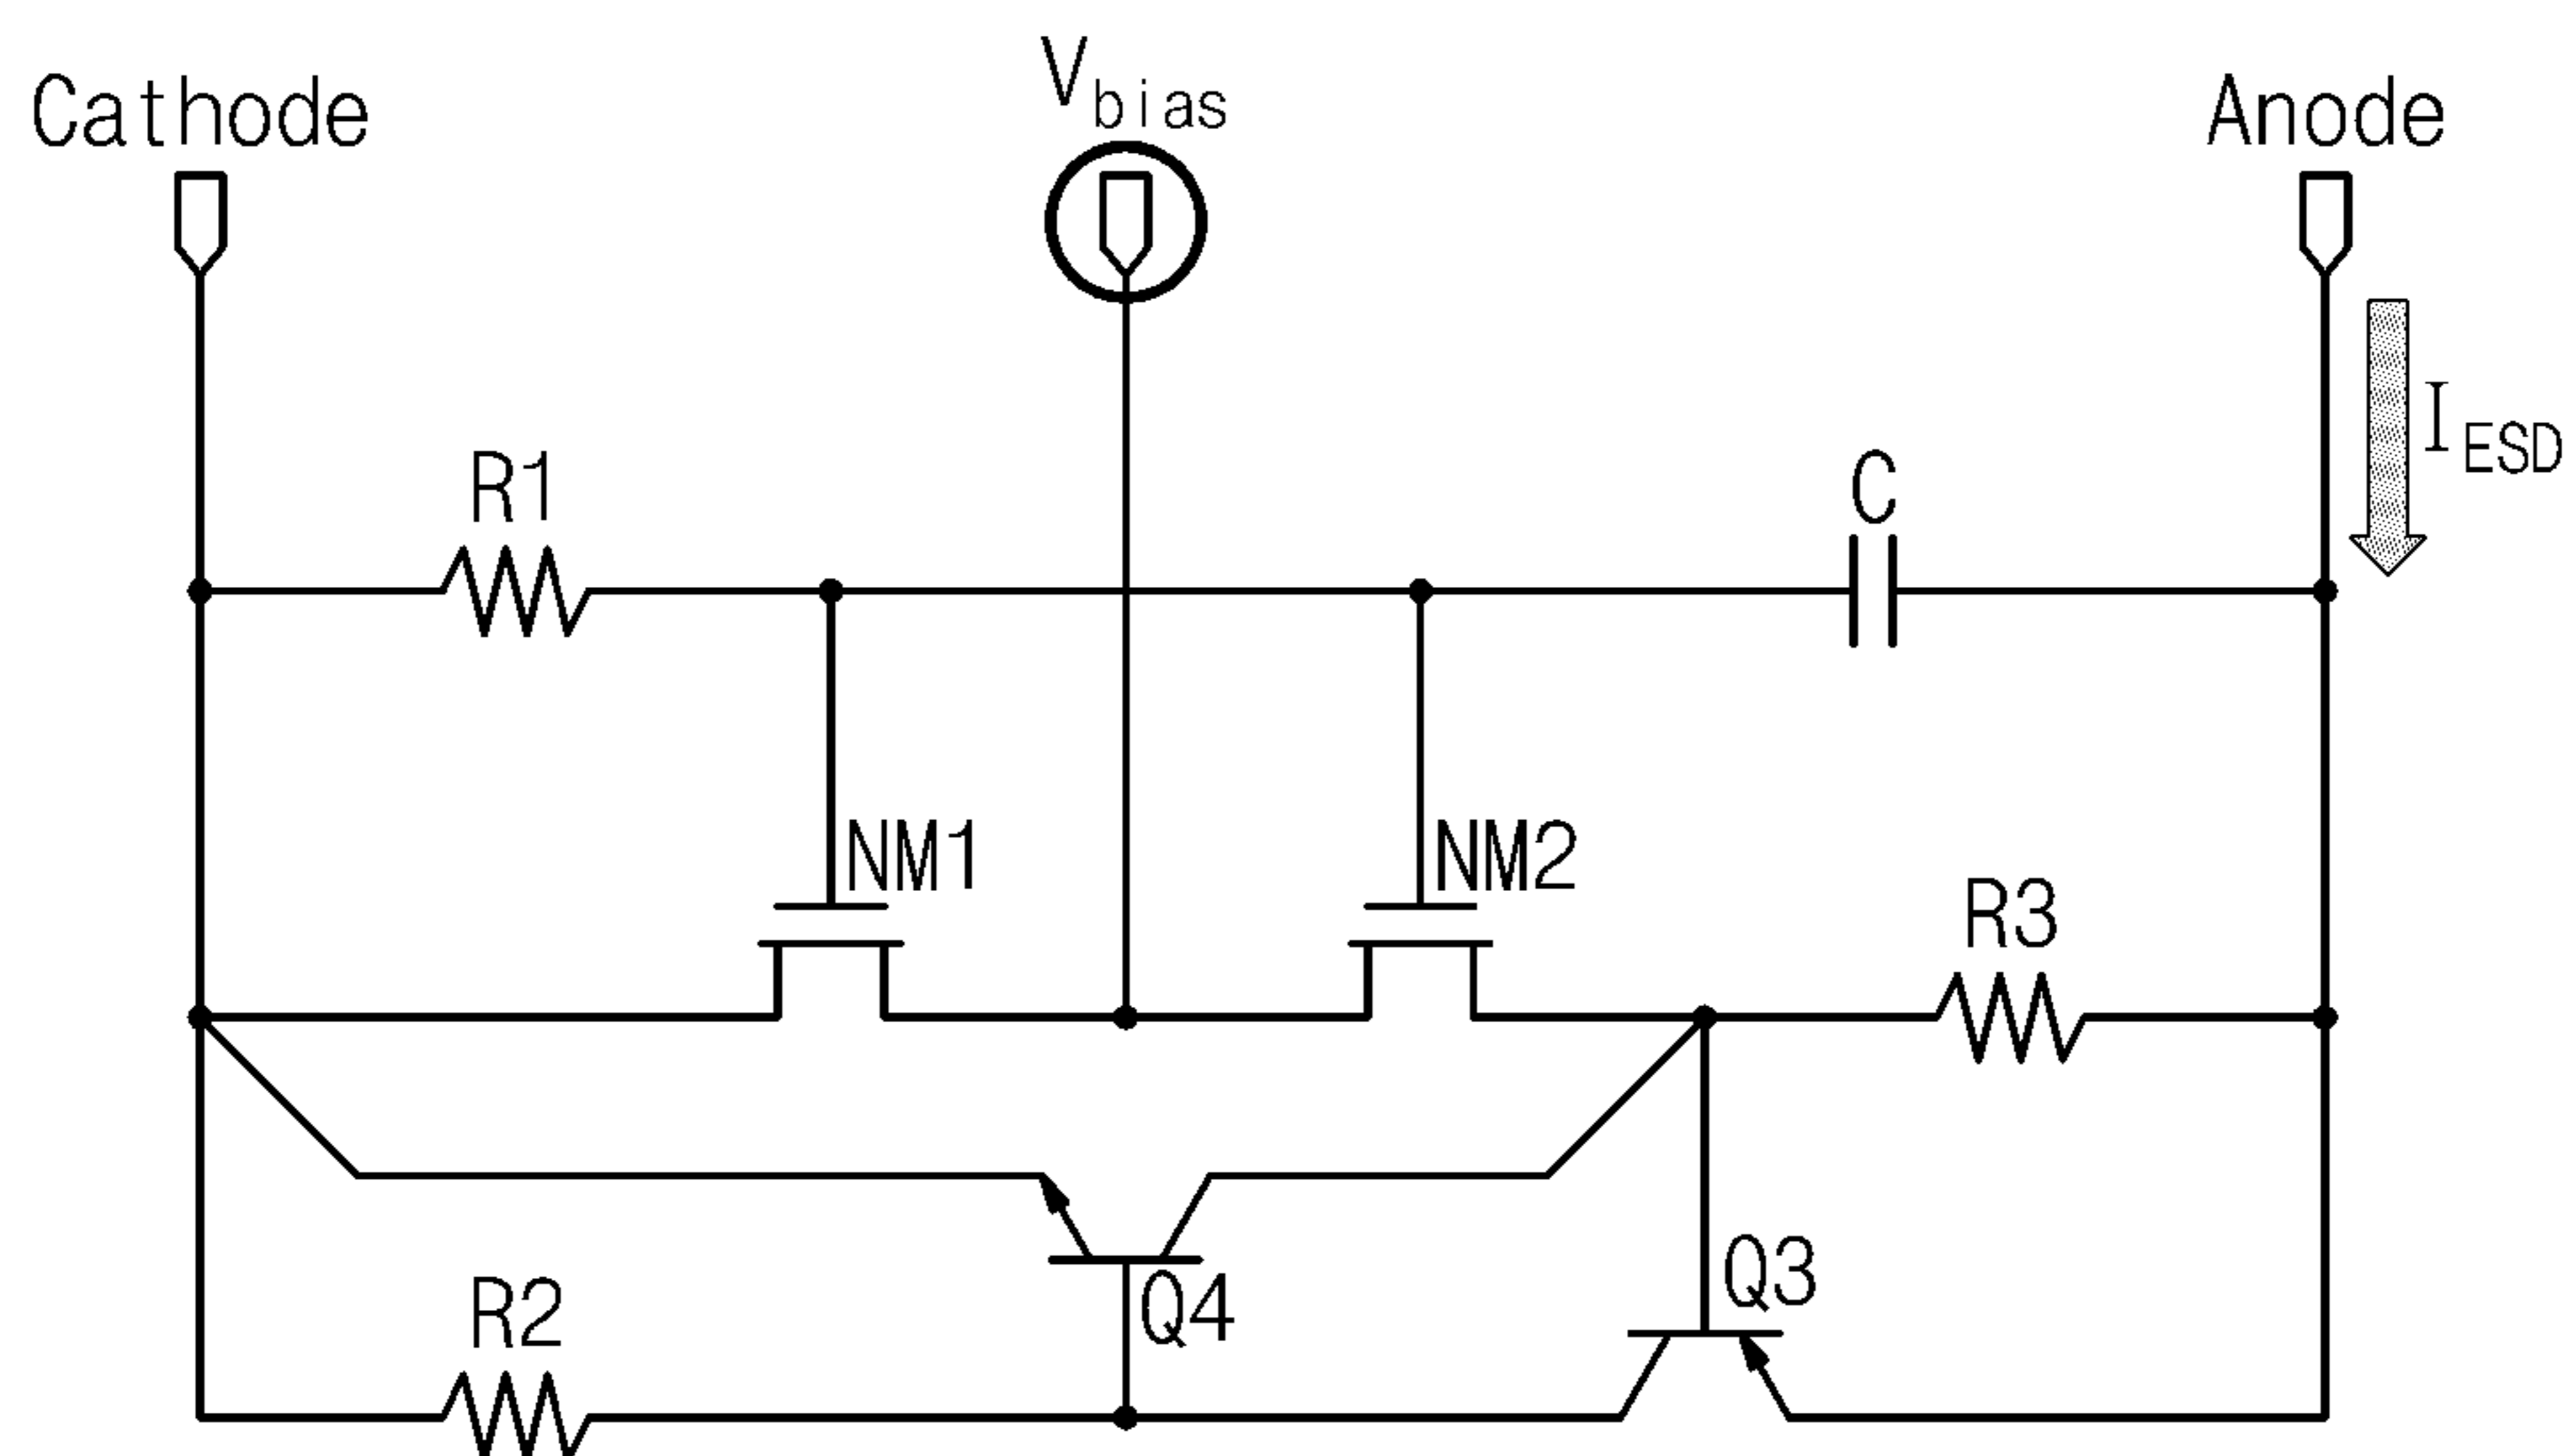 Cathode
Vbias
Anode
IESD
R1
C
NM1
NM2
R3
Q4
Q3
R2